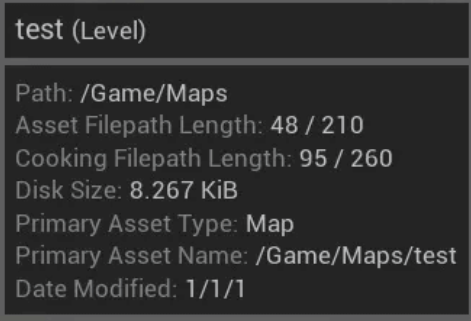 test (Level)
Path: /Game/Maps
Asset Filepath Length: 48 / 210
Cooking Filepath Length: 95 / 260
Disk Size: 8.267 KiB
Primary Asset Type: Map
Primary Asset Name: /Game/Maps/test
Date Modified: 1/1/1